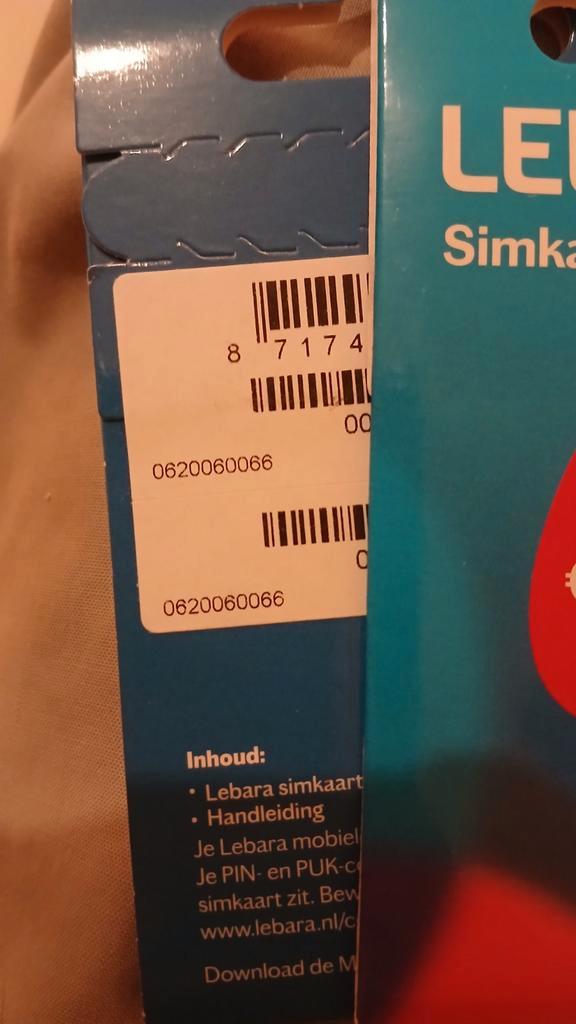 8 7174
00
0620060066
0
0620060066
Inhoud:
• Lebara simkaart
• Handleiding
Je Lebara mobiel
Je PIN- en PUK-c
simkaart zit. Bew
www.lebara.nl/c
Download de M
LE
Simka
€